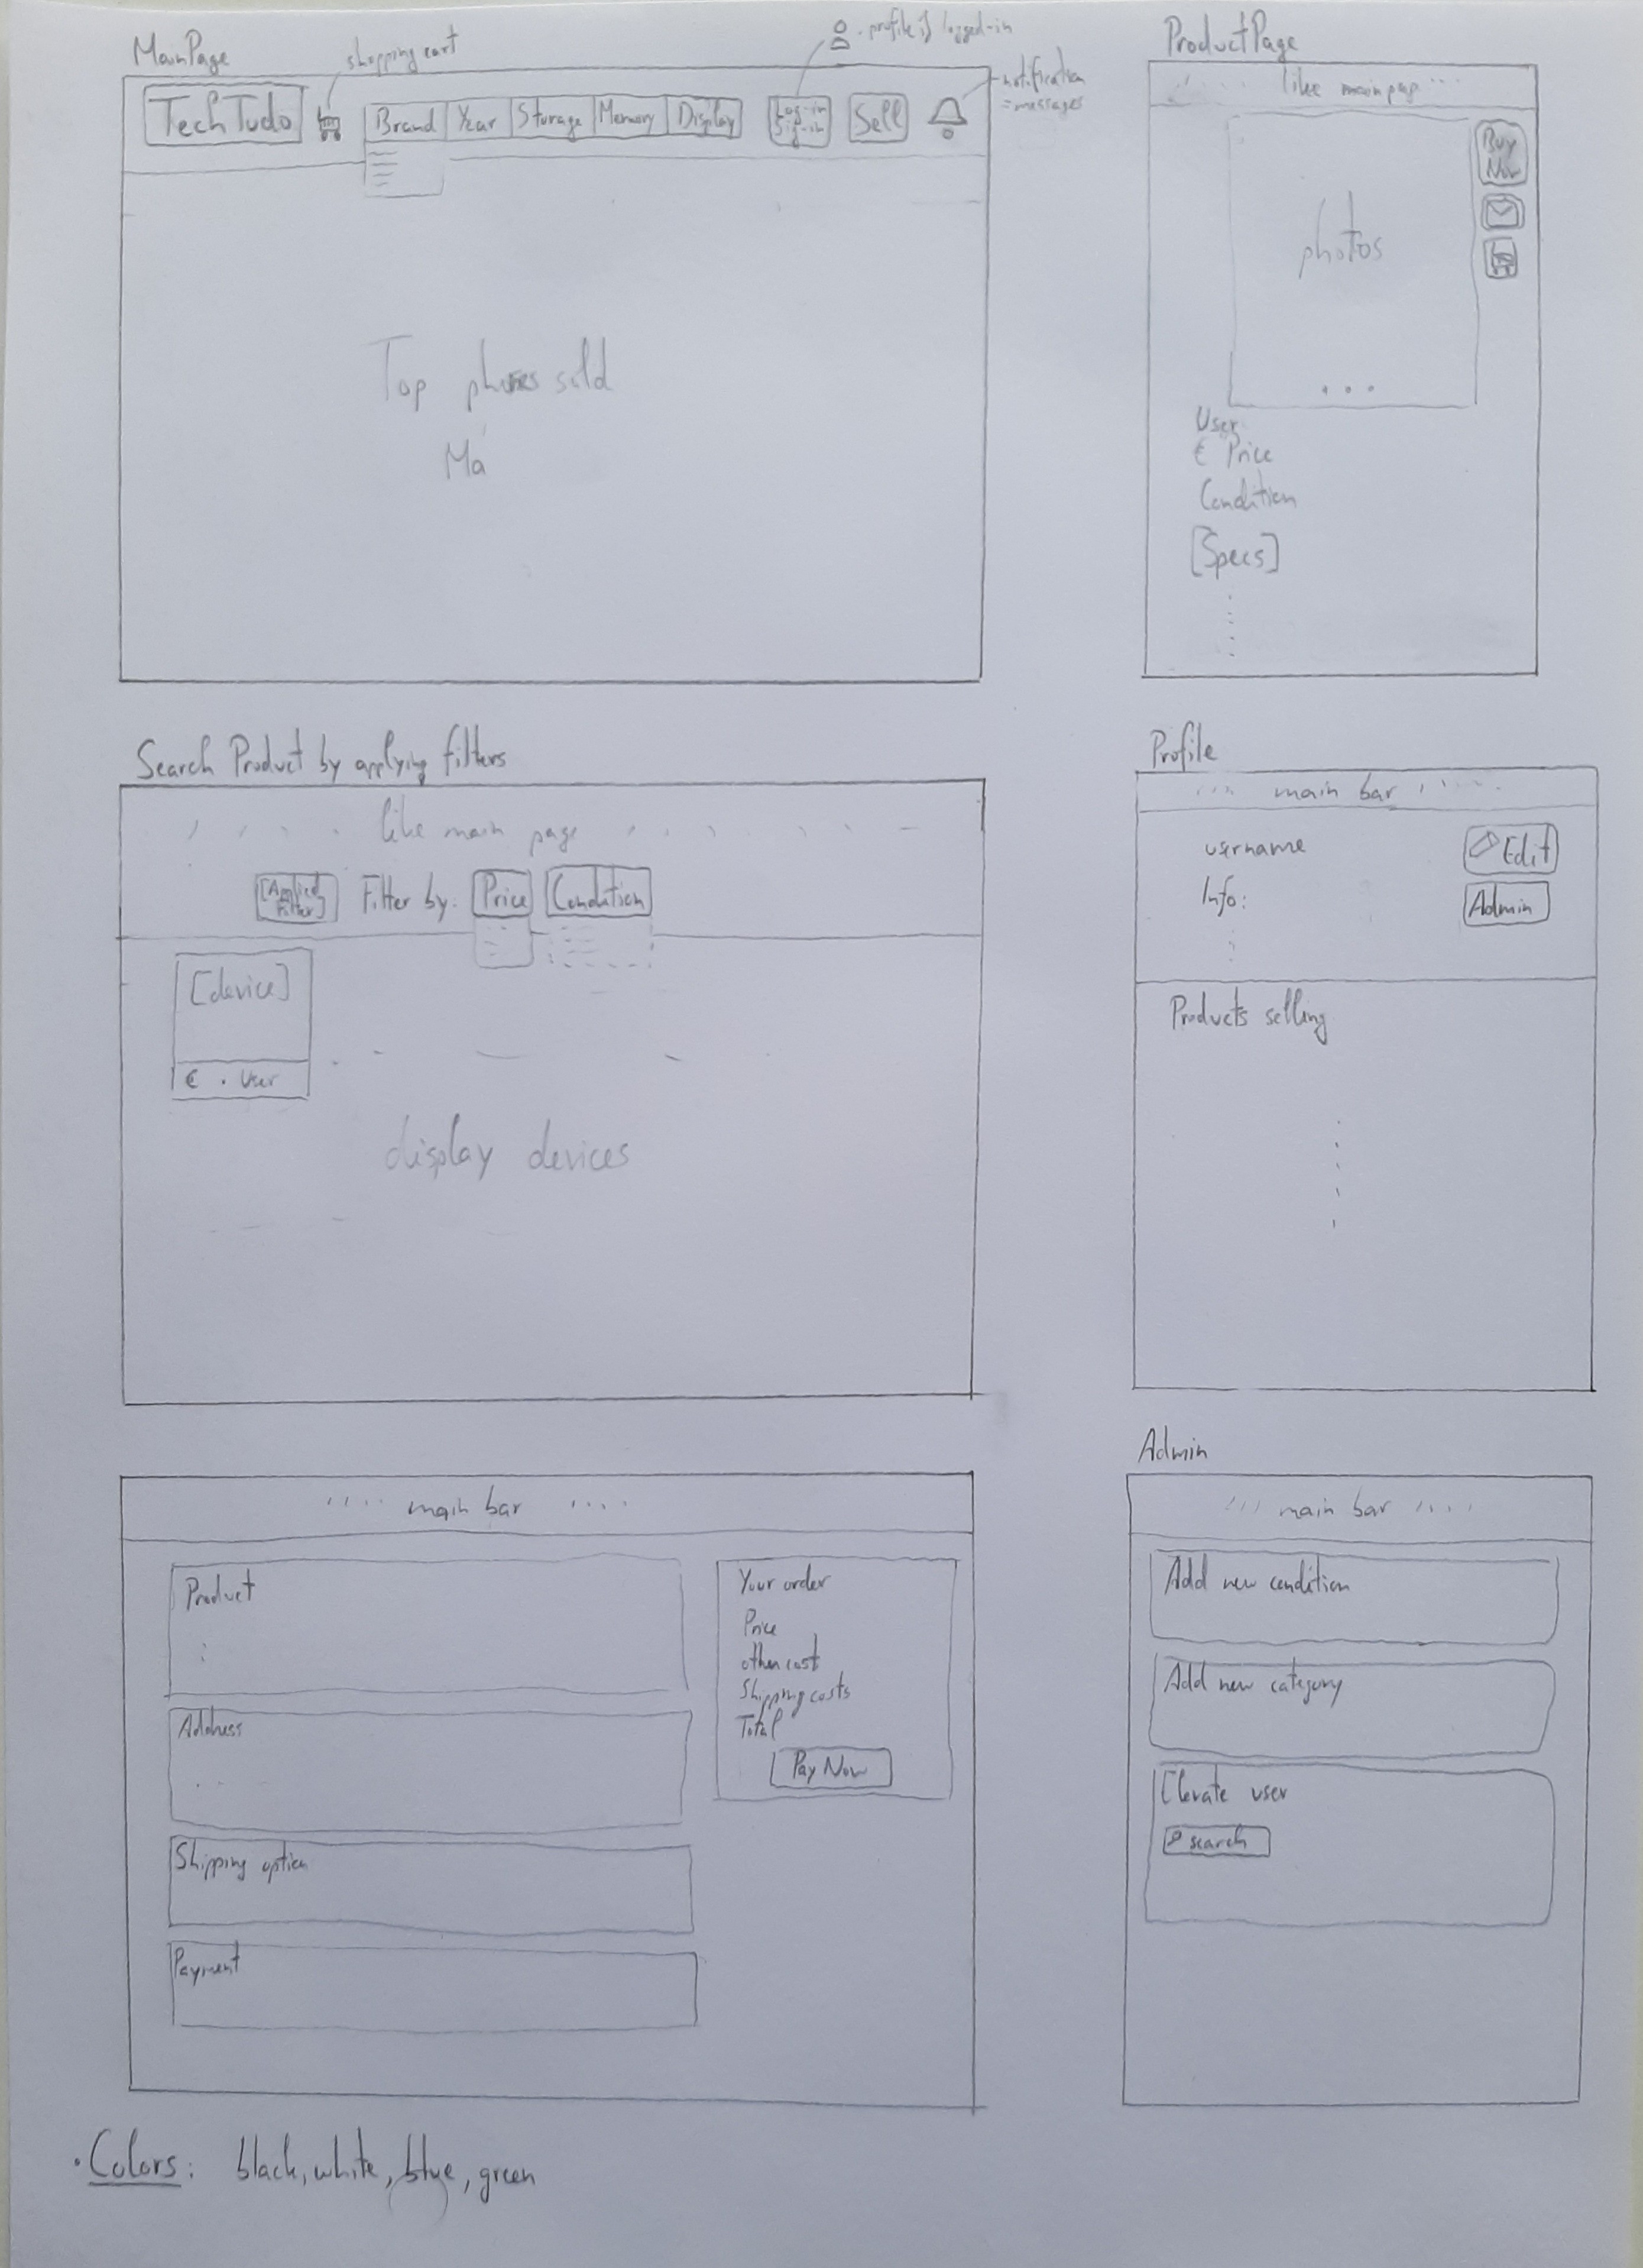 MainPage
shopping cart
profile if logged-in
notification
=messages
TechTudo
Brand Year Storage Memory Display
Log-in
Sig-in
Sell
Top phones sold
Ma
ProductPage
like main pag
Buy
Now
photos
...
User
€ Price
Condition
[Specs]
Search Product by applying filters
like main page
[Applied
Filter]
Filter by: Price Condition
[device]
€ . User
display devices
Profile
main bar
username
Edit
Info:
Admin
Products selling
main bar
Product
Address
Shipping option
Payment
Your order
Price
other cost
Shipping costs
Total
Pay Now
Admin
main bar
Add new condition
Add new category
Elevate user
search
. Colors: black, white, blue, green